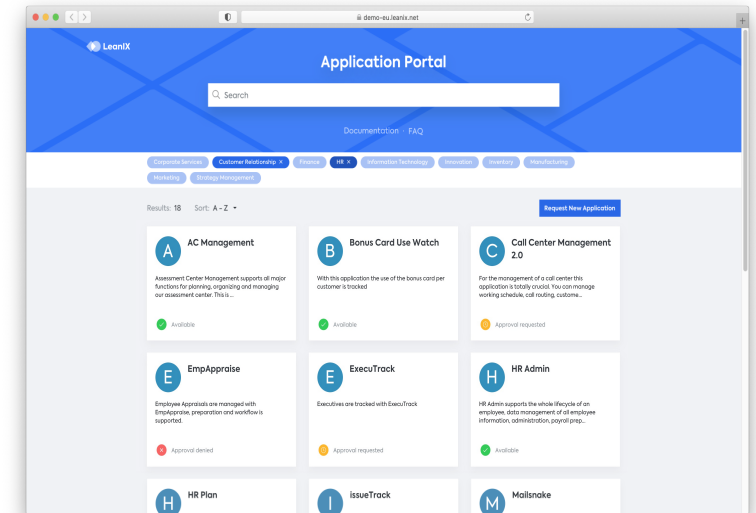 demo-eu.leanix.net
LeanIX
Application Portal
Search
Documentation · FAQ
Corporate Services Customer Relationship × Finance HR × Information Technology Innovation Inventory Manufacturing
Marketing Strategy Management
Results: 18 Sort: A - Z
Request New Application
A
AC Management
Assessment Center Management supports all major
functions for planning, organizing and managing
our assessment center. This is ...
Available
B
Bonus Card Use Watch
With this application the use of the bonus card per
customer is tracked
Available
C
Call Center Management
2.0
For the management of a call center this
application is totally crucial. You can manage
working schedule, call routing, custome...
Approval requested
E
EmpAppraise
Employee Appraisals are managed with
EmpAppraise, preparation and workflow is
supported.
Approval denied
E
ExecuTrack
Executives are tracked with ExecuTrack
Approval requested
H
HR Admin
HR Admin supports the whole lifecycle of an
employee, data management of all employee
information, administration, payroll prep...
Available
H
HR Plan
I
issueTrack
M
Mailsnake